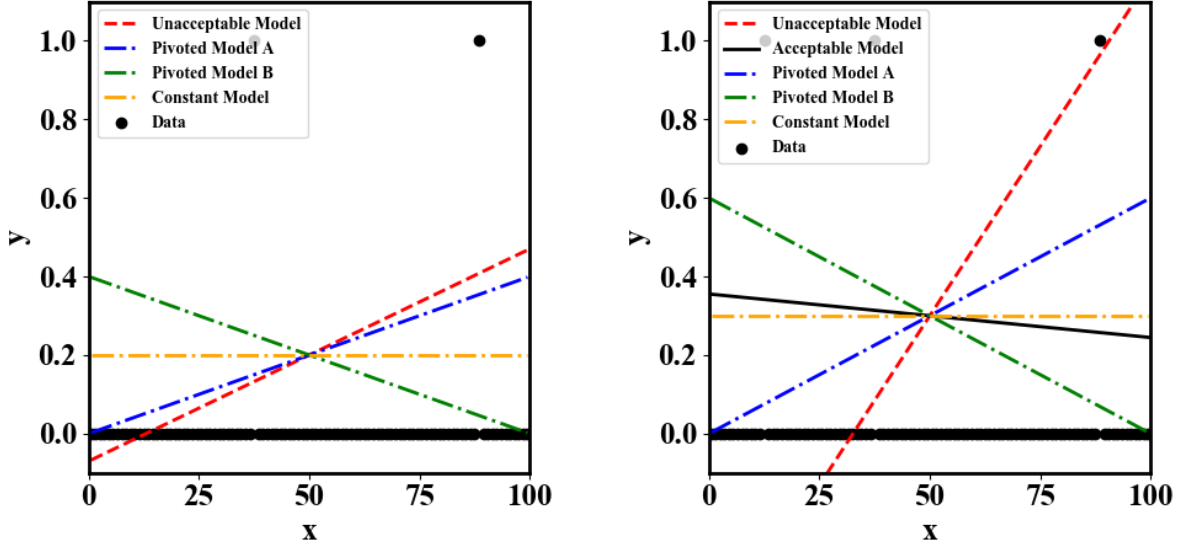 Unacceptable Model
Pivoted Model A
Pivoted Model B
Constant Model
Data
1.0
0.8
0.6
0.4
0.2
0.0
y
0
25
50
75
100
x
Unacceptable Model
Acceptable Model
Pivoted Model A
Pivoted Model B
Constant Model
Data
1.0
0.8
0.6
0.4
0.2
0.0
y
0
25
50
75
100
x